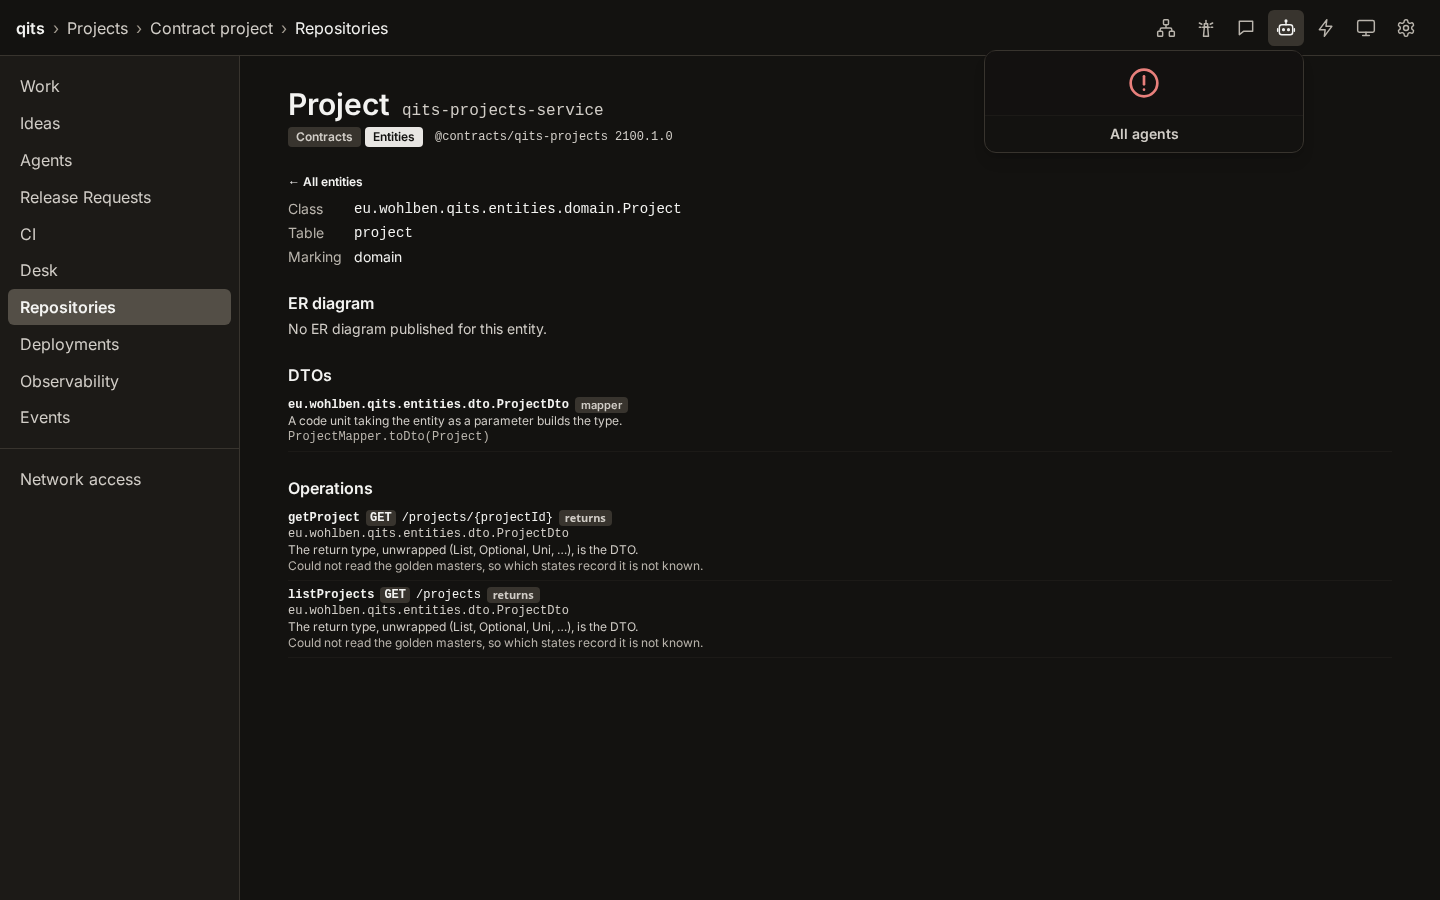 qits › Projects › Contract project › Repositories
All agents
Work
Ideas
Agents
Release Requests
CI
Desk
Repositories
Deployments
Observability
Events
Network access
Project qits-projects-service
Contracts Entities @contracts/qits-projects 2100.1.0
← All entities
Class eu.wohlben.qits.entities.domain.Project
Table project
Marking domain
ER diagram
No ER diagram published for this entity.
DTOs
eu.wohlben.qits.entities.dto.ProjectDto mapper
A code unit taking the entity as a parameter builds the type.
ProjectMapper.toDto(Project)
Operations
getProject GET /projects/{projectId} returns
eu.wohlben.qits.entities.dto.ProjectDto
The return type, unwrapped (List, Optional, Uni, …), is the DTO.
Could not read the golden masters, so which states record it is not known.
listProjects GET /projects returns
eu.wohlben.qits.entities.dto.ProjectDto
The return type, unwrapped (List, Optional, Uni, …), is the DTO.
Could not read the golden masters, so which states record it is not known.